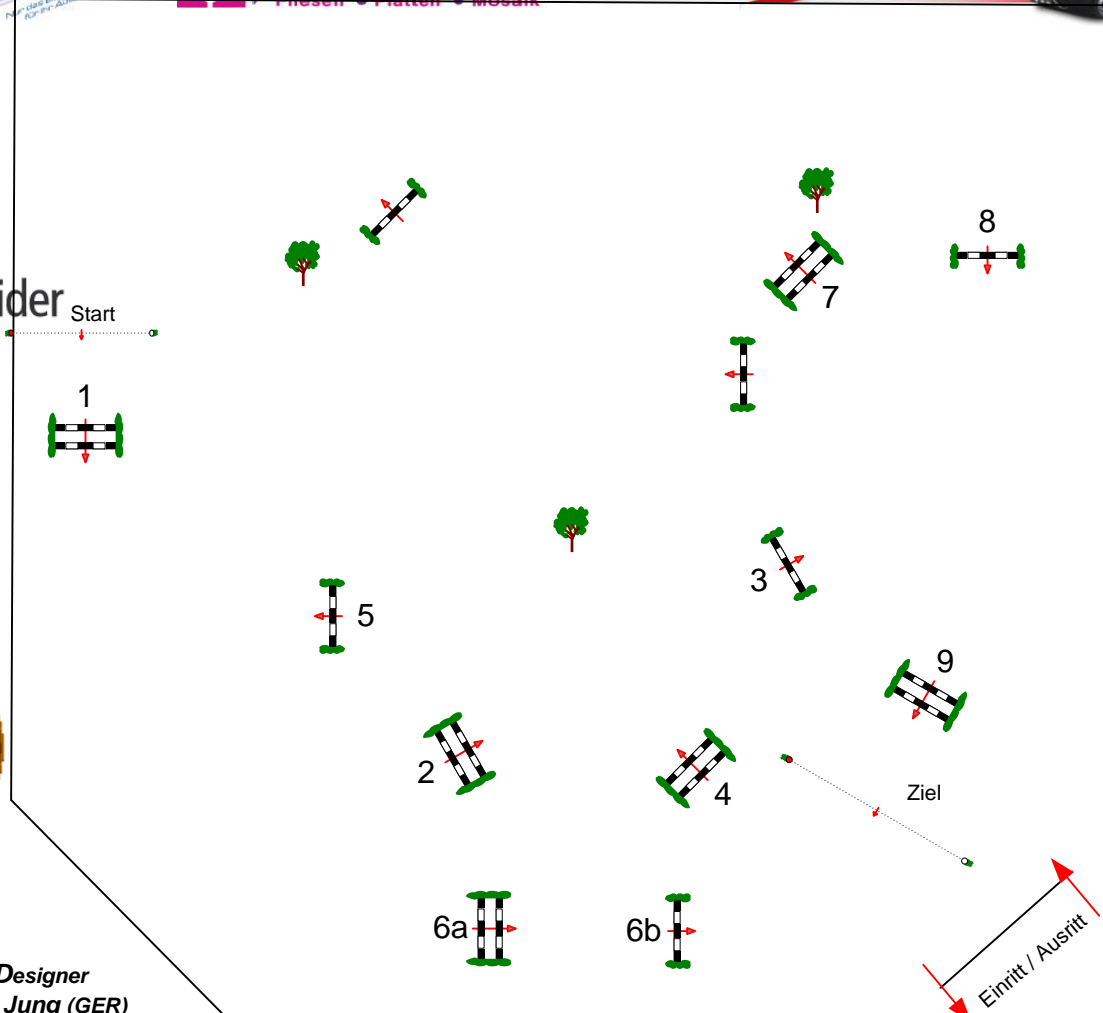 Fliesen • Platten • Mosaik
ider
Start
1
8
7
3
5
9
2
4
Ziel
6a
6b
Einritt / Ausritt
Designer
Jung (GER)